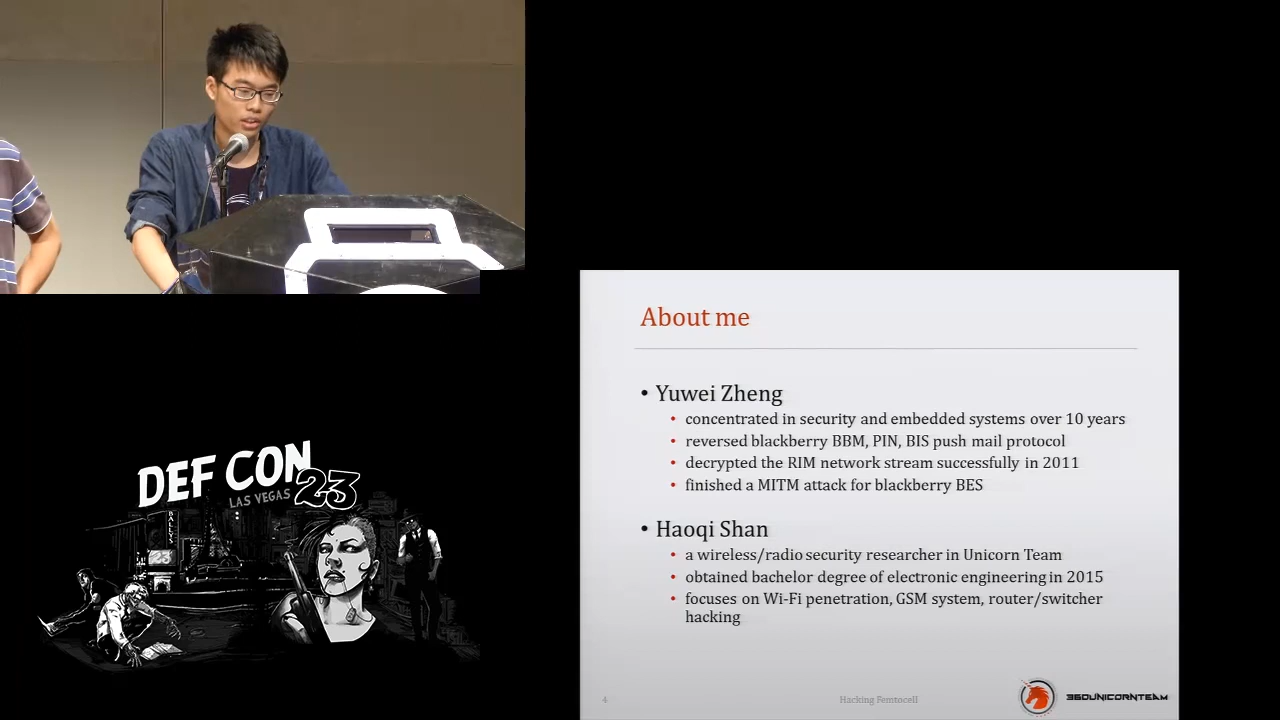 About me
• Yuwei Zheng
• concentrated in security and embedded systems over 10 years
• reversed blackberry BBM, PIN, BIS push mail protocol
• decrypted the RIM network stream successfully in 2011
• finished a MITM attack for blackberry BES
• Haoqi Shan
• a wireless/radio security researcher in Unicorn Team
• obtained bachelor degree of electronic engineering in 2015
• focuses on Wi-Fi penetration, GSM system, router/switcher
hacking
4
Hacking Femtocell
360UNICORNTEAM
DEF CON
LAS VEGAS 23
BALLYS